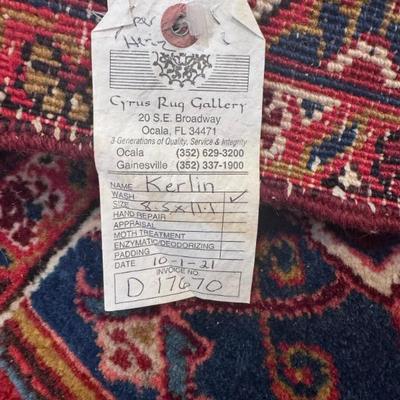 Cyrus Rug Gallery
20 S.E. Broadway
Ocala, FL 34471
3 Generations of Quality, Service & Integrity
Ocala (352) 629-3200
Gainesville (352) 337-1900
NAME Kerlin
WASH ✓
SIZE 8.5 x 11.1
HAND REPAIR
APPRAISAL
MOTH TREATMENT
ENZYMATIC/DEODORIZING
PADDING
DATE 10-1-21
INVOICE NO.
D 17670